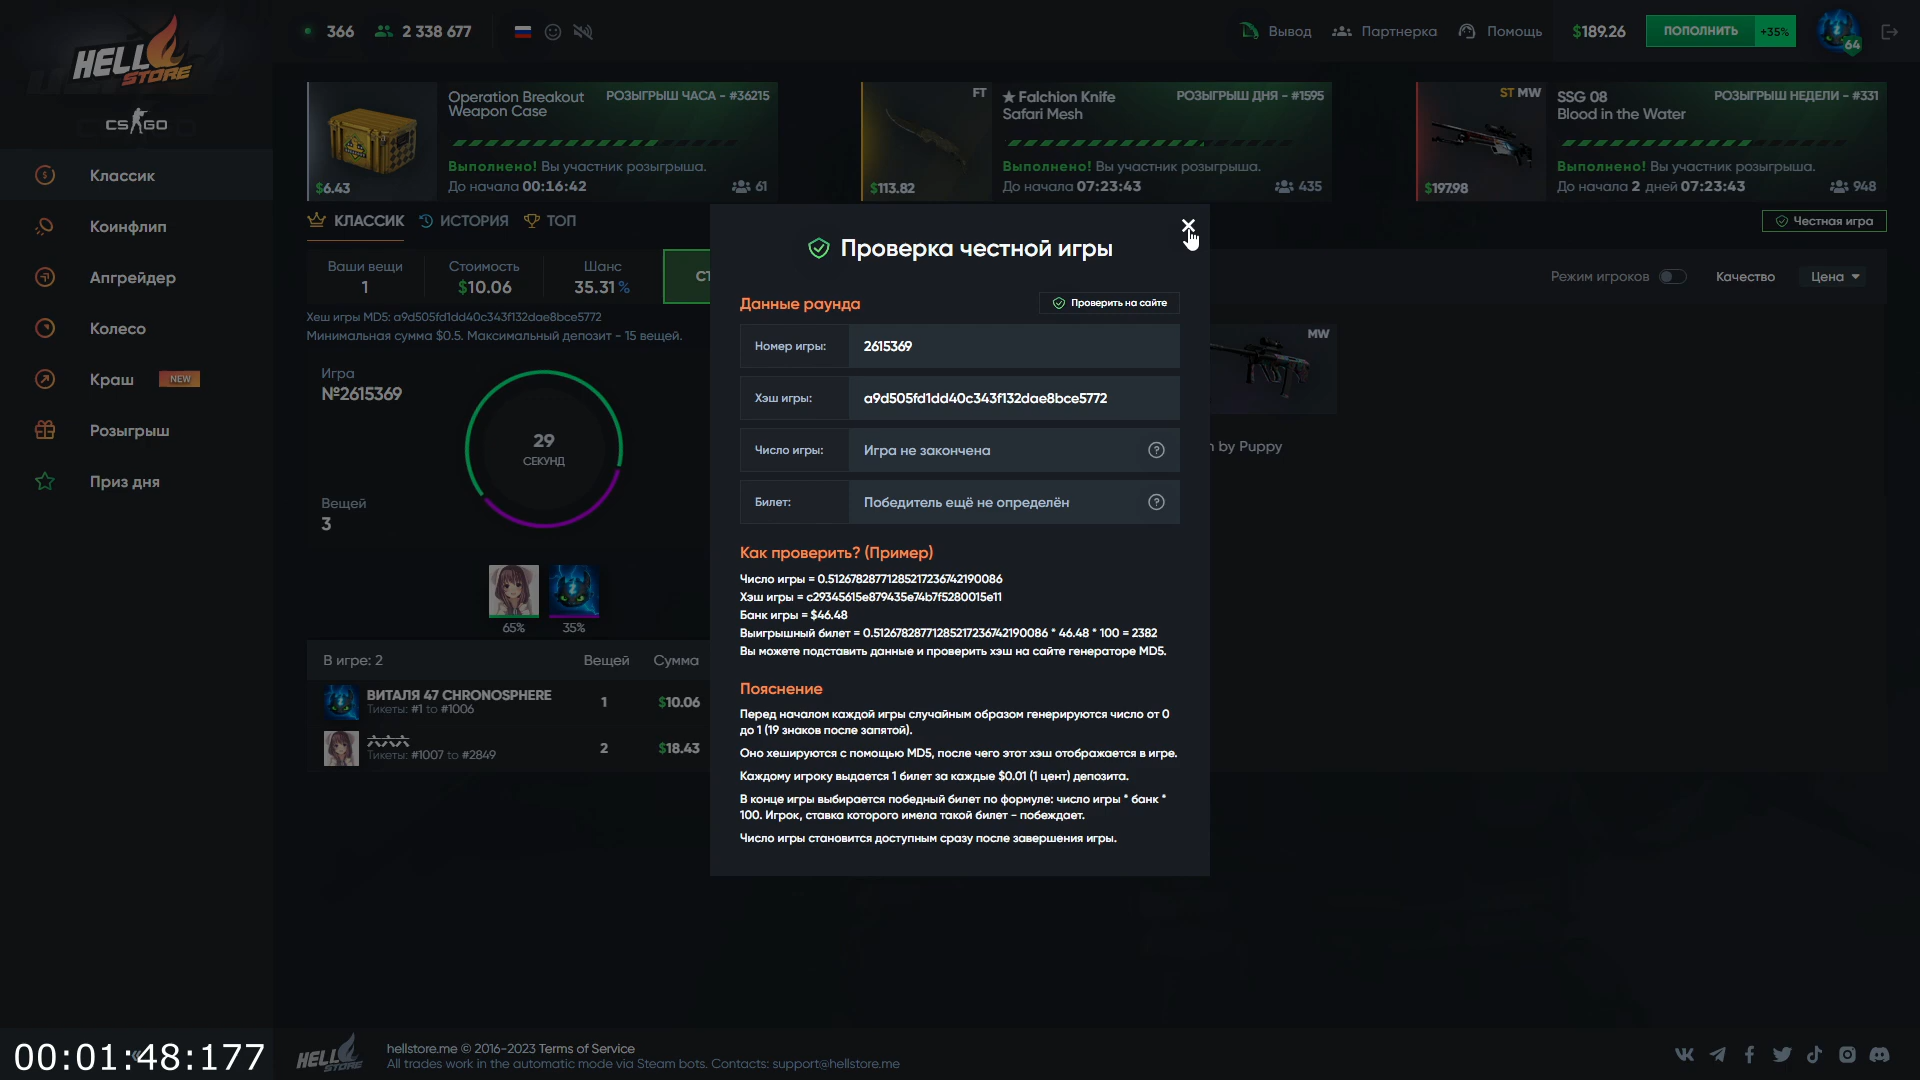 HELL
STORE
CS GO
366
2 338 677
Вывод
Партнерка
Помощь
$189.26
ПОПОЛНИТЬ
+35%
64
Operation Breakout
Weapon Case
РОЗЫГРЫШ ЧАСА - #36215
Выполнено! Вы участник розыгрыша.
До начала 00:16:42
61
$6.43
FT
★ Falchion Knife
Safari Mesh
РОЗЫГРЫШ ДНЯ - #1595
Выполнено! Вы участник розыгрыша.
До начала 07:23:43
435
$113.82
ST MW
SSG 08
Blood in the Water
РОЗЫГРЫШ НЕДЕЛИ - #331
Выполнено! Вы участник розыгрыша.
До начала 2 дней 07:23:43
948
$197.98
Классик
Коинфлип
Апгрейдер
Колесо
Краш NEW
Розыгрыш
Приз дня
КЛАССИК
ИСТОРИЯ
ТОП
Честная игра
Ваши вещи
1
Стоимость
$10.06
Шанс
35.31 %
Режим игроков
Качество
Цена
Хеш игры MD5: a9d505fd1dd40c343f132dae8bce5772
Минимальная сумма $0.5. Максимальный депозит - 15 вещей.
Игра
№2615369
29
СЕКУНД
Вещей
3
65%
35%
В игре: 2
Вещей
Сумма
ВИТАЛЯ 47 CHRONOSPHERE
Тикеты: #1 to #1006
1
$10.06
Тикеты: #1007 to #2849
2
$18.43
MW
by Puppy
Проверка честной игры
Данные раунда
Проверить на сайте
Номер игры:
2615369
Хэш игры:
a9d505fd1dd40c343f132dae8bce5772
Число игры:
Игра не закончена
?
Билет:
Победитель ещё не определён
?
Как проверить? (Пример)
Число игры = 0.51267828771285217236742190086
Хэш игры = c29345615e879435e74b7f5280015e11
Банк игры = $46.48
Выигрышный билет = 0.51267828771285217236742190086 * 46.48 * 100 = 2382
Вы можете подставить данные и проверить хэш на сайте генераторе MD5.
Пояснение
Перед началом каждой игры случайным образом генерируются число от 0
до 1 (19 знаков после запятой).
Оно хешируются с помощью MD5, после чего этот хэш отображается в игре.
Каждому игроку выдается 1 билет за каждые $0.01 (1 цент) депозита.
В конце игры выбирается победный билет по формуле: число игры * банк *
100. Игрок, ставка которого имела такой билет - побеждает.
Число игры становится доступным сразу после завершения игры.
00:01:48:177
HELL
STORE
hellstore.me © 2016-2023 Terms of Service
All trades work in the automatic mode via Steam bots. Contacts: support@hellstore.me